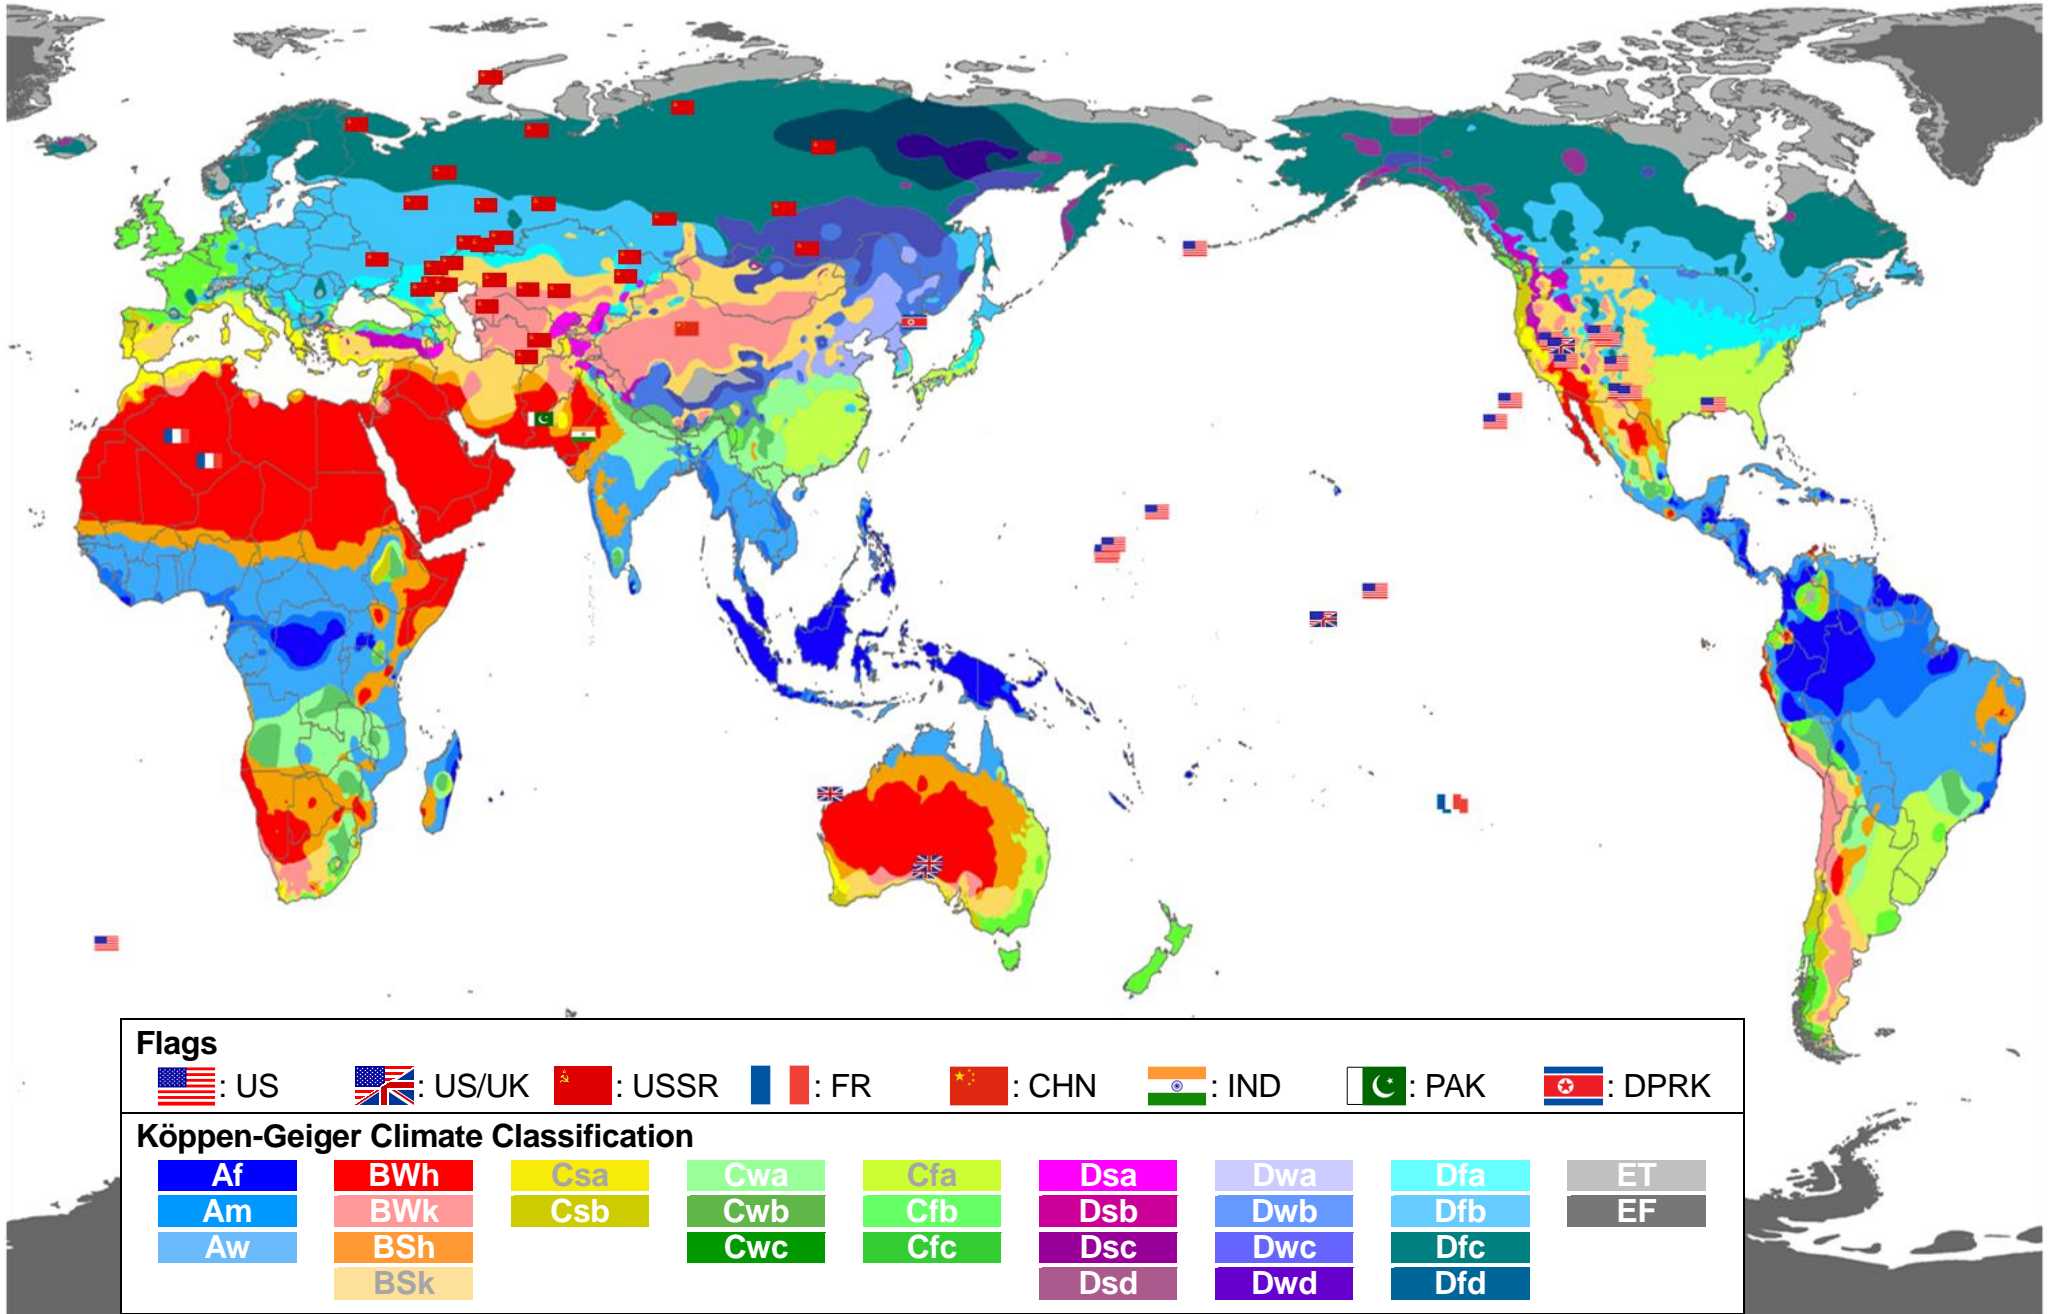 Flags
: US : US/UK : USSR : FR : CHN : IND : PAK : DPRK
Köppen-Geiger Climate Classification
Af BWh Csa Cwa Cfa Dsa Dwa Dfa ET
Am BWk Csb Cwb Cfb Dsb Dwb Dfb EF
Aw BSh Cwc Cfc Dsc Dwc Dfc
BSk Dsd Dwd Dfd